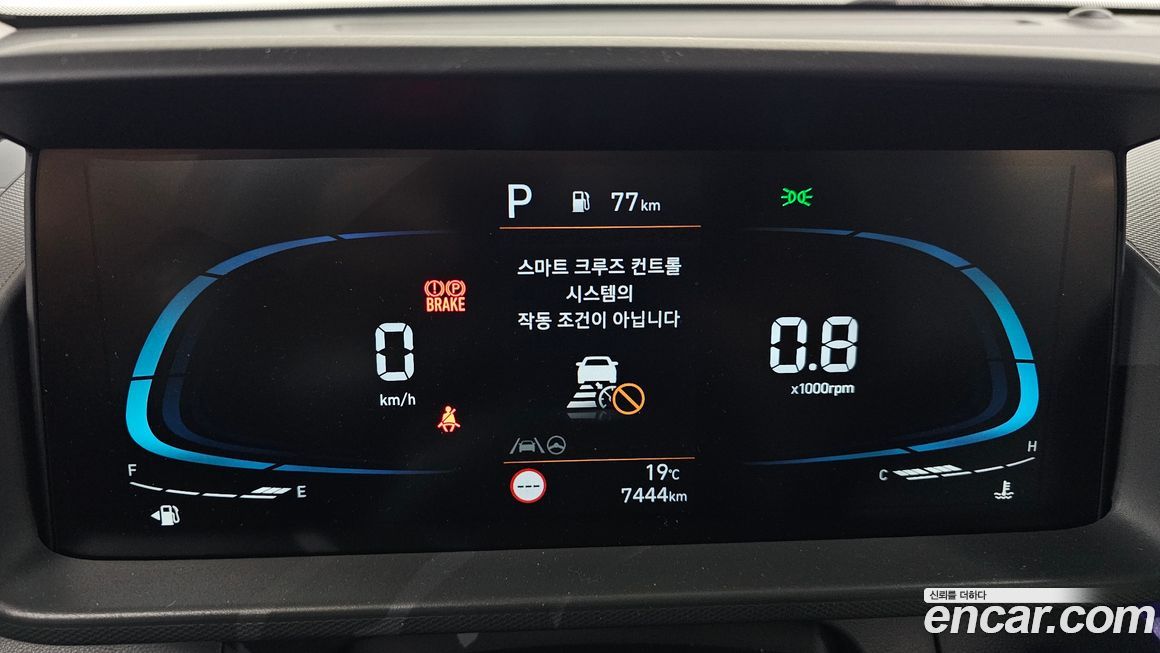 P 77 km
스마트 크루즈 컨트롤
시스템의
작동 조건이 아닙니다
(!) (P)
BRAKE
0
km/h
0.8
x1000rpm
F E
---
19℃
7444km
C H
신뢰를 더하다
encar.com